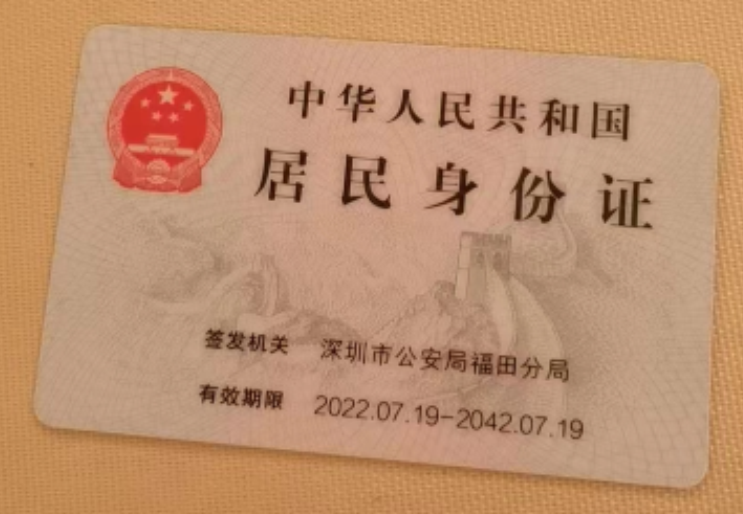 中华人民共和国
居民身份证
签发机关 深圳市公安局福田分局
有效期限 2022.07.19-2042.07.19